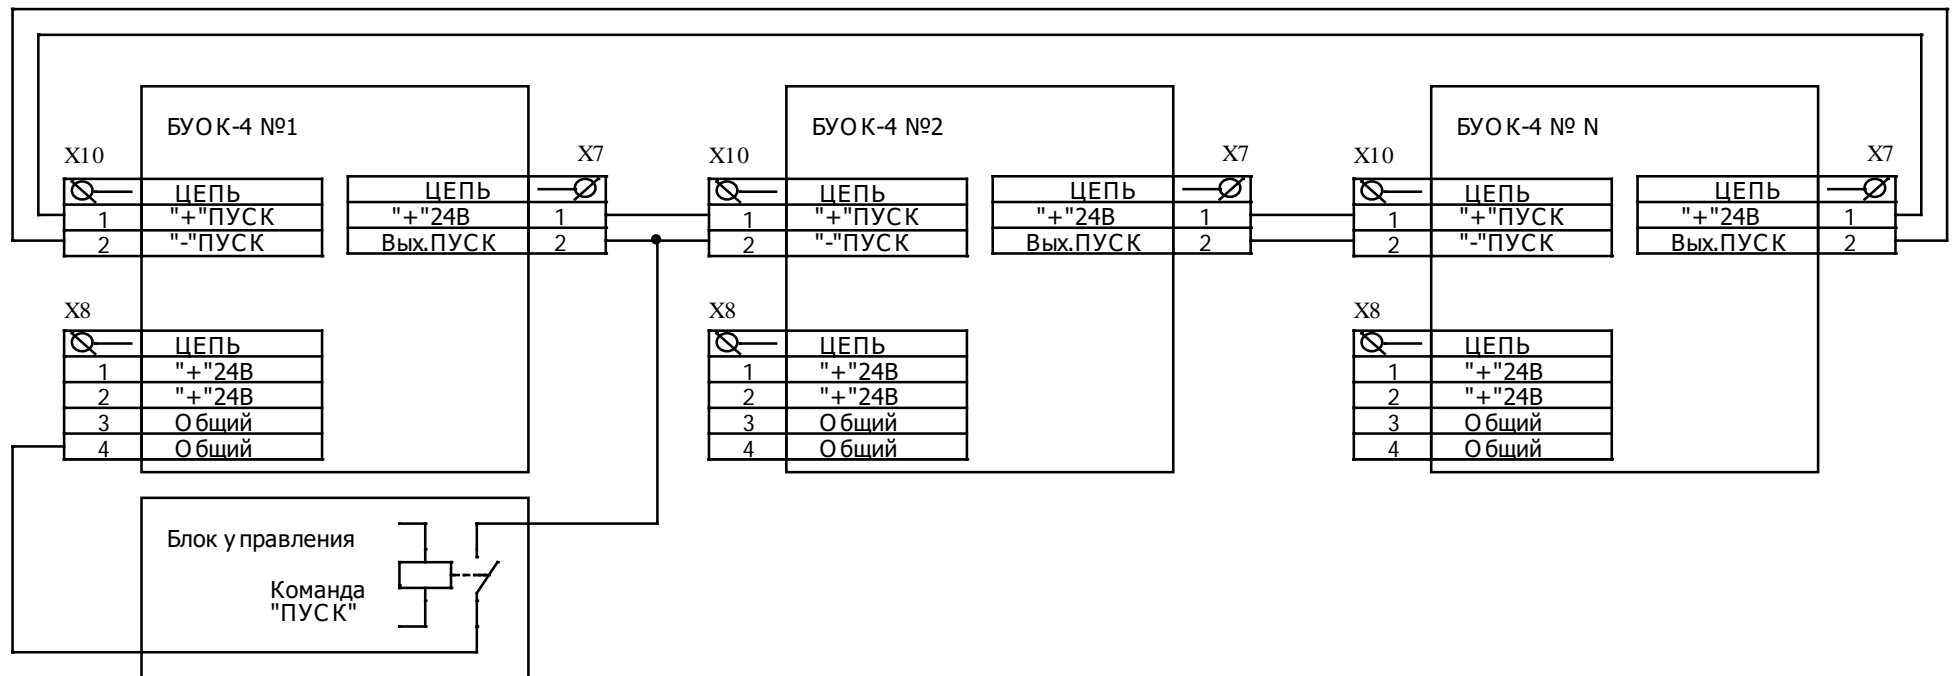 БУОК-4 №1
X10
X7
ЦЕПЬ
1 "+"ПУСК
2 "-"ПУСК
ЦЕПЬ
"+"24В 1
Вых.ПУСК 2
X8
ЦЕПЬ
1 "+"24В
2 "+"24В
3 Общий
4 Общий
БУОК-4 №2
X10
X7
ЦЕПЬ
1 "+"ПУСК
2 "-"ПУСК
ЦЕПЬ
"+"24В 1
Вых.ПУСК 2
X8
ЦЕПЬ
1 "+"24В
2 "+"24В
3 Общий
4 Общий
БУОК-4 № N
X10
X7
ЦЕПЬ
1 "+"ПУСК
2 "-"ПУСК
ЦЕПЬ
"+"24В 1
Вых.ПУСК 2
X8
ЦЕПЬ
1 "+"24В
2 "+"24В
3 Общий
4 Общий
Блок управления
Команда
"ПУСК"